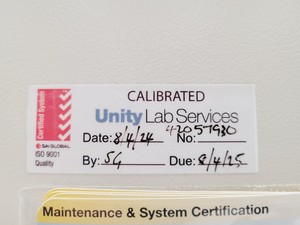 CALIBRATED
Certified System
Unity Lab Services
SAI GLOBAL
Date: 8/4/24 No: 42057930
ISO 9001
Quality
By: SG Due: 8/4/25
Maintenance & System Certification